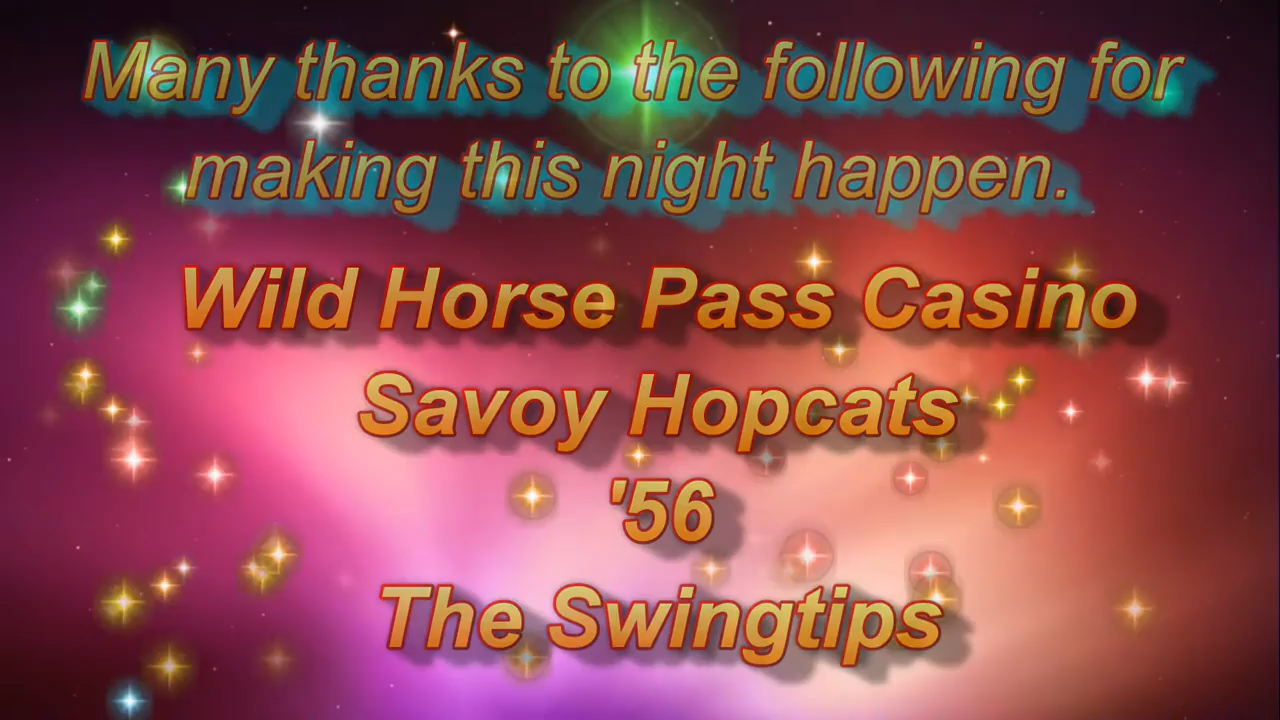 Many thanks to the following for
making this night happen.
Wild Horse Pass Casino
Savoy Hopcats
'56
The Swingtips